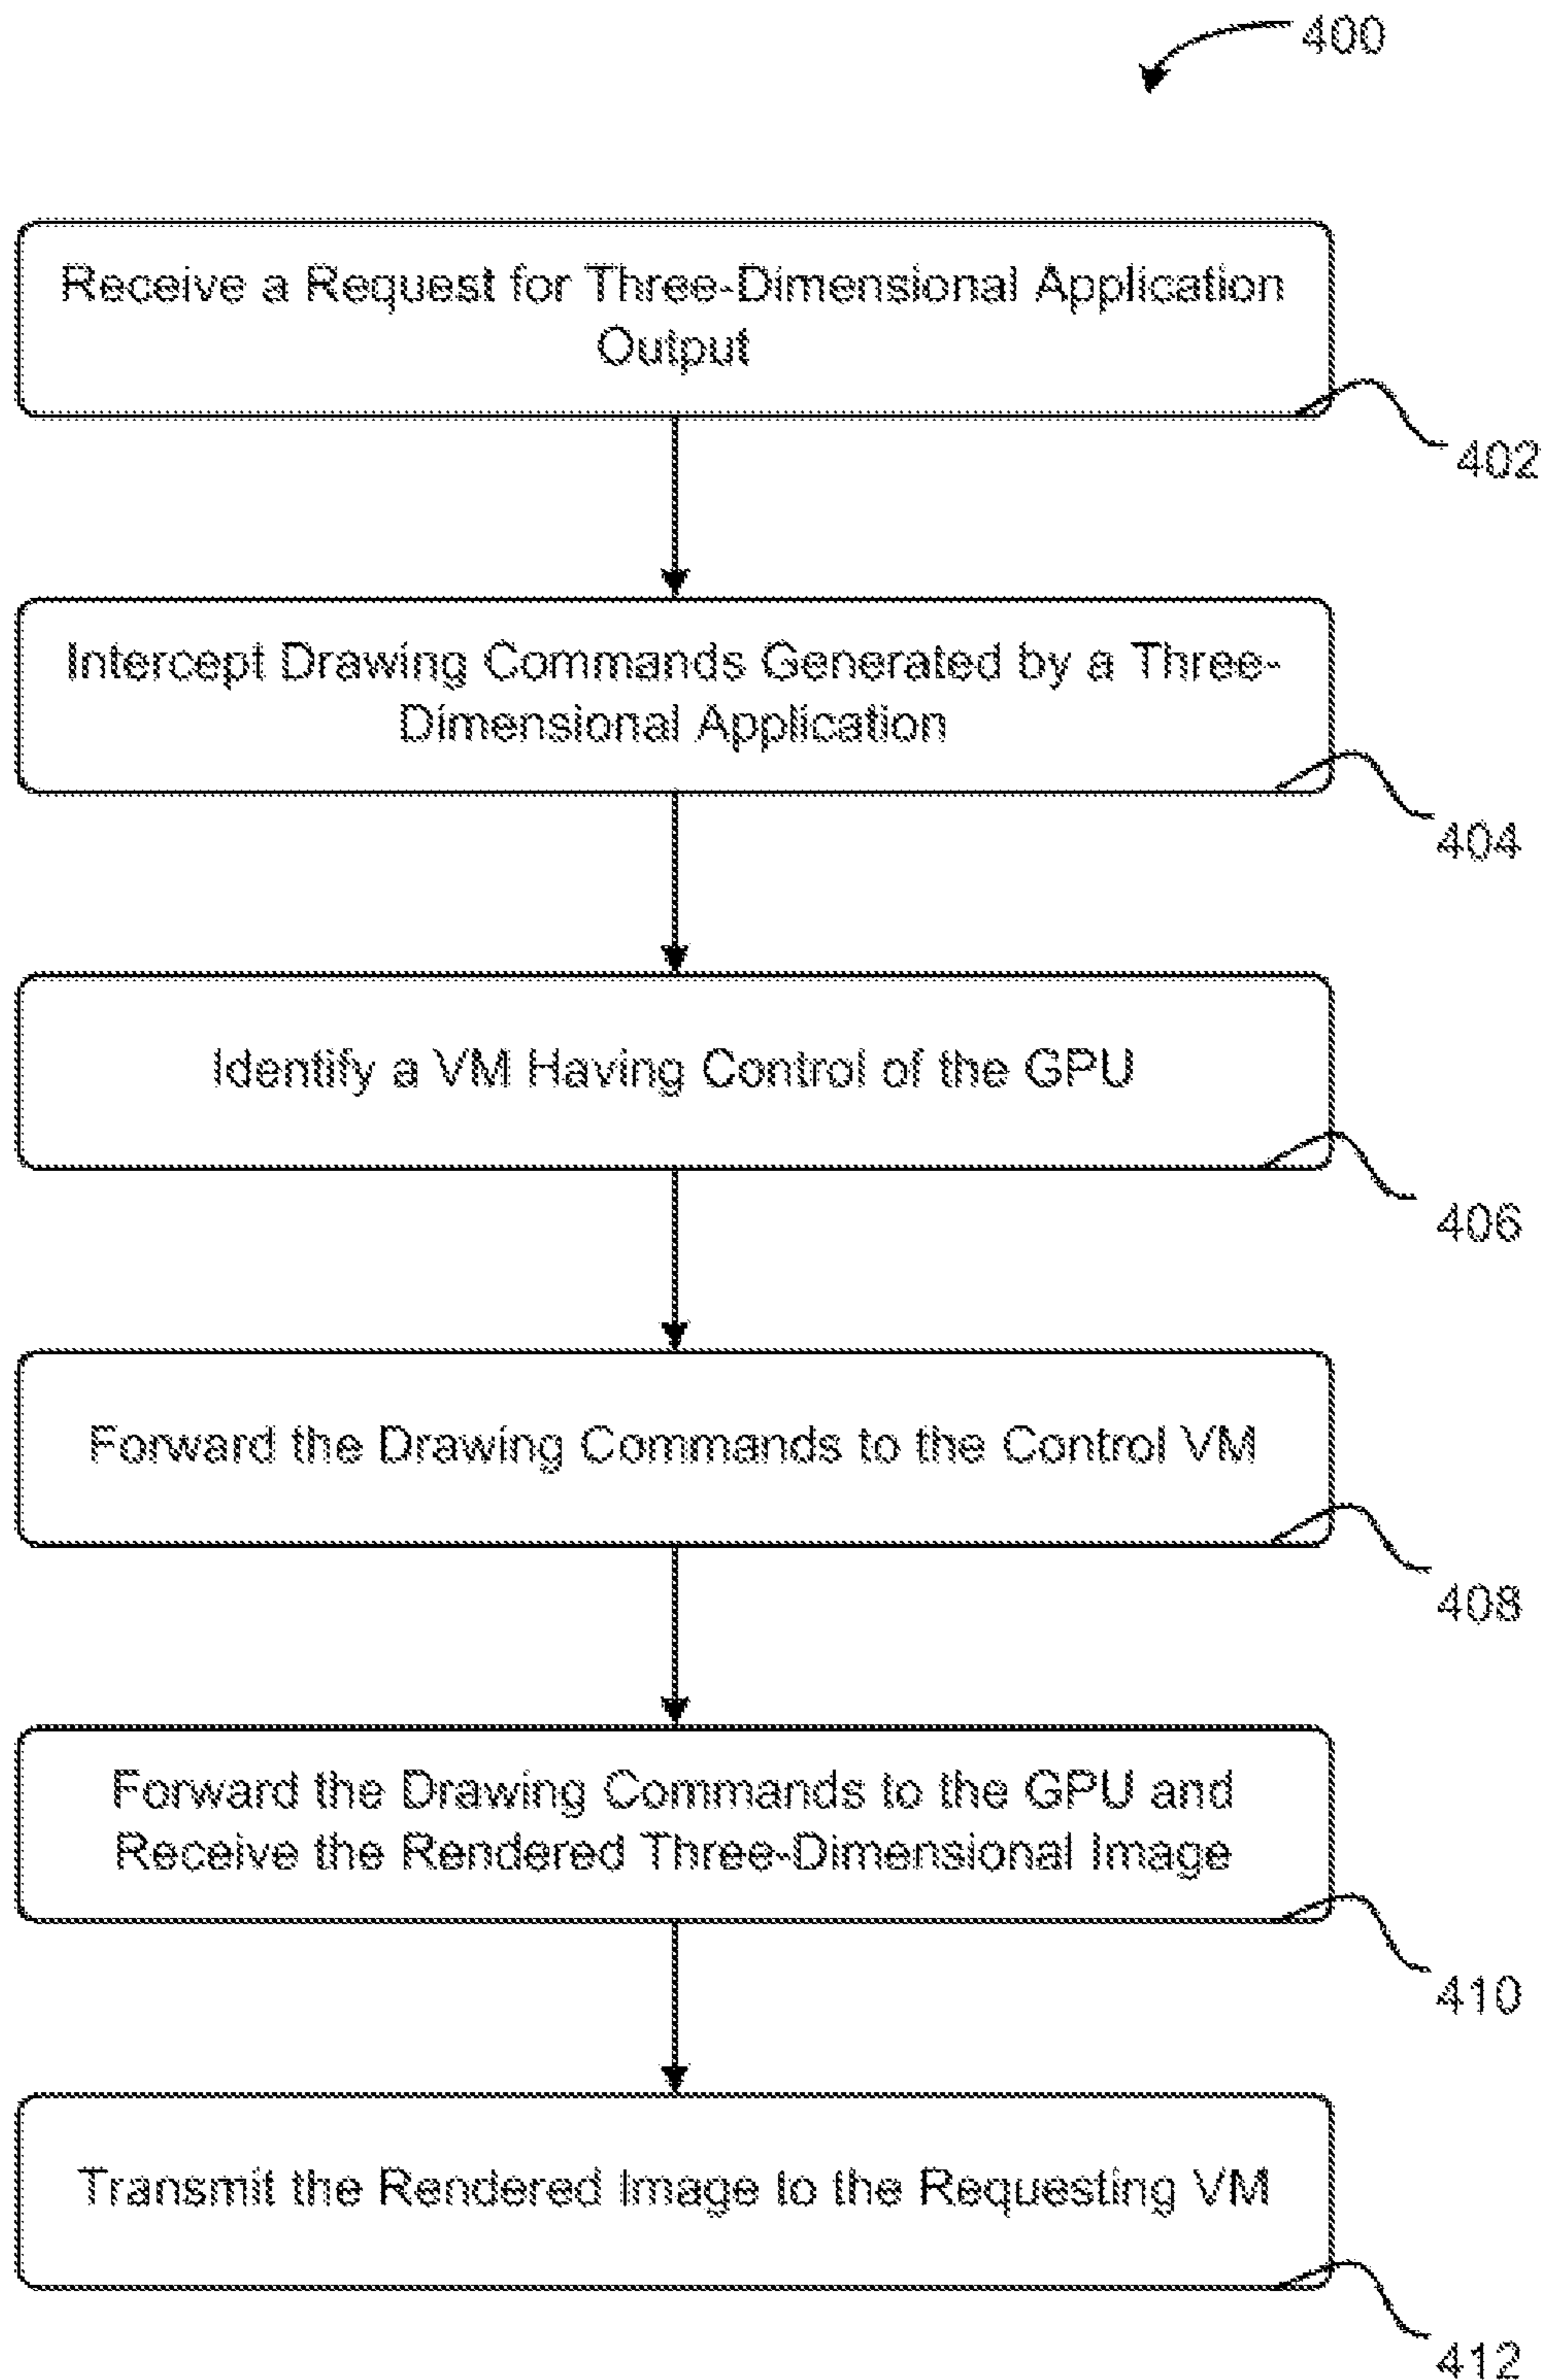 400
Receive a Request for Three-Dimensional Application
Output
402
Intercept Drawing Commands Generated by a Three-
Dimensional Application
404
Identify a VM Having Control of the GPU
406
Forward the Drawing Commands to the Control VM
408
Forward the Drawing Commands to the GPU and
Receive the Rendered Three-Dimensional Image
410
Transmit the Rendered Image to the Requesting VM
412